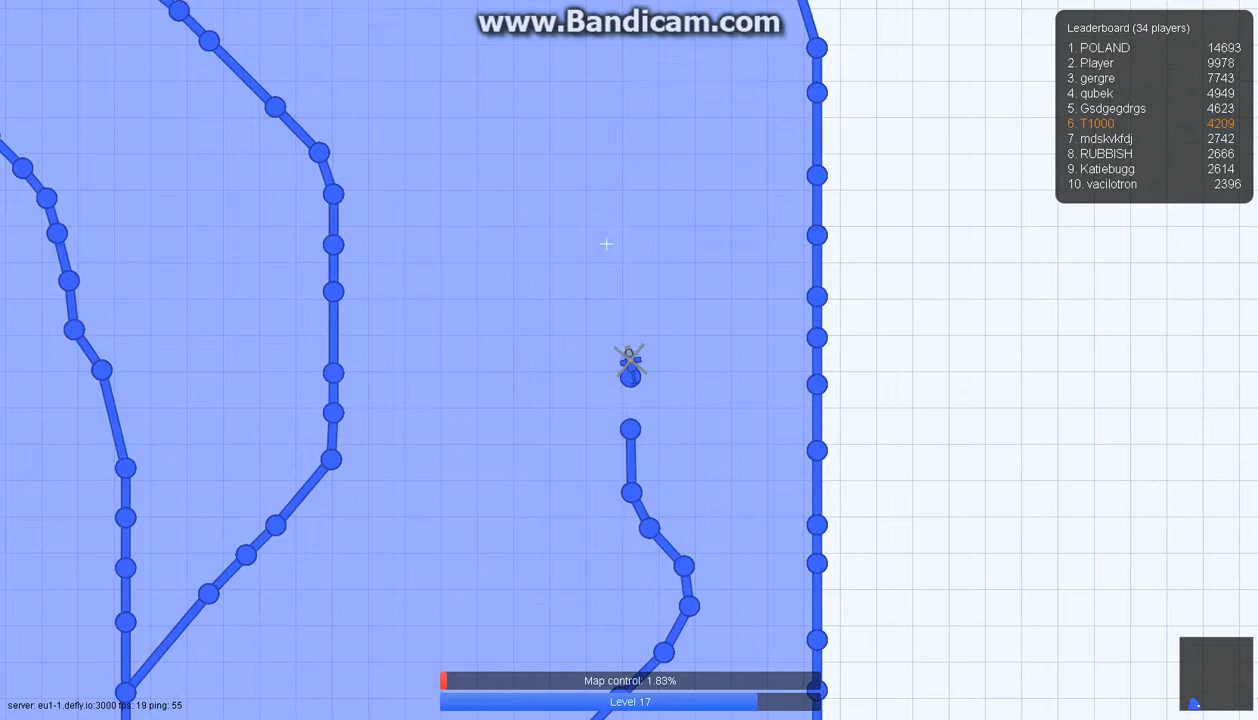 www.Bandicam.com
Leaderboard (34 players)
1. POLAND 14693
2. Player 9978
3. gergre 7743
4. qubek 4949
5. Gsdgegdrgs 4623
6. T1000 4209
7. mdskvkfdj 2742
8. RUBBISH 2666
9. Katiebugg 2614
10. vacilotron 2396
Map control: 1.83%
Level 17
server: eu1-1.defly.io:3000 fps: 19 ping: 55